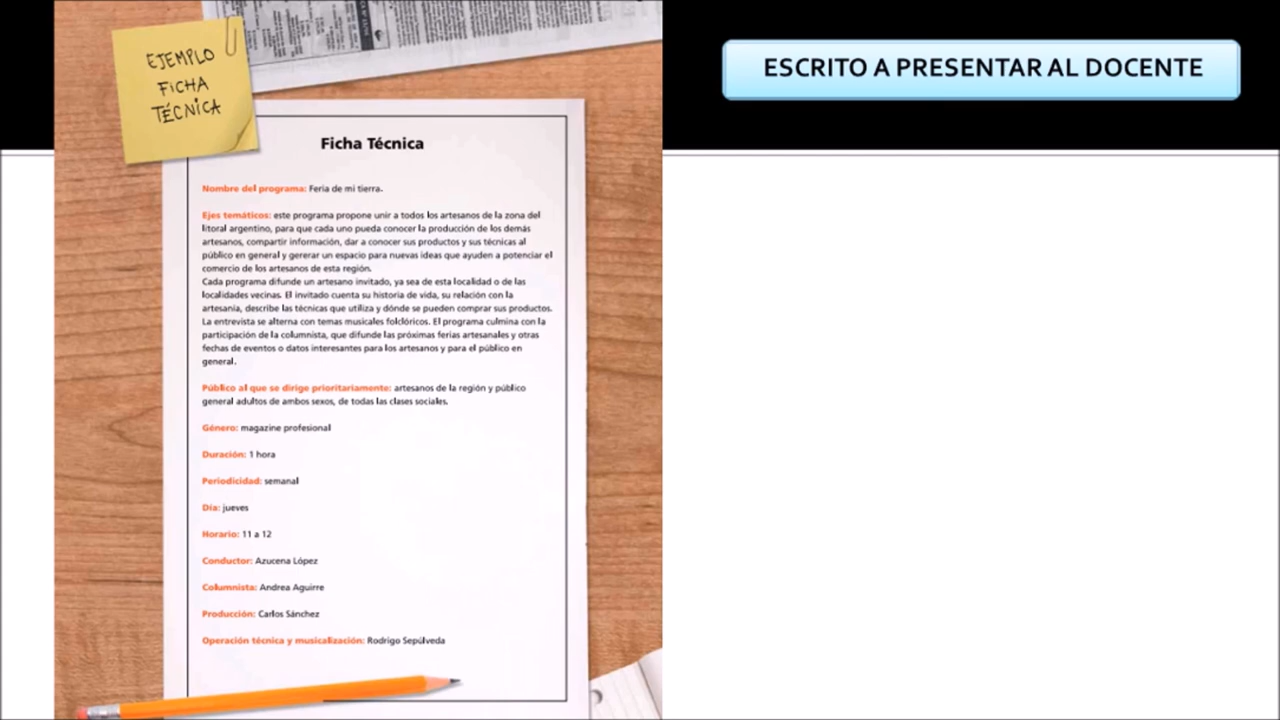 EJEMPLO
FICHA
TÉCNICA
ESCRITO A PRESENTAR AL DOCENTE
Ficha Técnica
Nombre del programa: Feria de mi tierra.
Ejes temáticos: este programa propone unir a todos los artesanos de la zona del
litoral argentino, para que cada uno pueda conocer la producción de los demás
artesanos, compartir información, dar a conocer sus productos y sus técnicas al
público en general y gererar un espacio para nuevas ideas que ayuden a potenciar el
comercio de los artesanos de esta región.
Cada programa difunde un artesano invitado, ya sea de esta localidad o de las
localidades vecinas. El invitado cuenta su historia de vida, su relación con la
artesanía, describe las técnicas que utiliza y dónde se pueden comprar sus productos.
La entrevista se alterna con temas musicales folclóricos. El programa culmina con la
participación de la columnista, que difunde las próximas ferias artesanales y otras
fechas de eventos o datos interesantes para los artesanos y para el público en
general.
Público al que se dirige prioritariamente: artesanos de la región y público
general adultos de ambos sexos, de todas las clases sociales.
Género: magazine profesional
Duración: 1 hora
Periodicidad: semanal
Día: jueves
Horario: 11 a 12
Conductor: Azucena López
Columnista: Andrea Aguirre
Producción: Carlos Sánchez
Operación técnica y musicalización: Rodrigo Sepúlveda